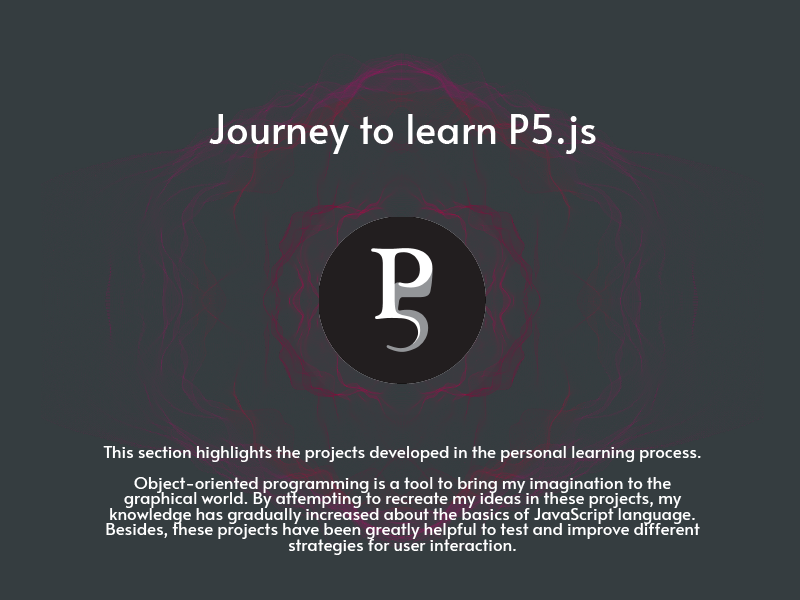 Journey to learn P5.js
P5
This section highlights the projects developed in the personal learning process.
Object-oriented programming is a tool to bring my imagination to the
graphical world. By attempting to recreate my ideas in these projects, my
knowledge has gradually increased about the basics of JavaScript language.
Besides, these projects have been greatly helpful to test and improve different
strategies for user interaction.